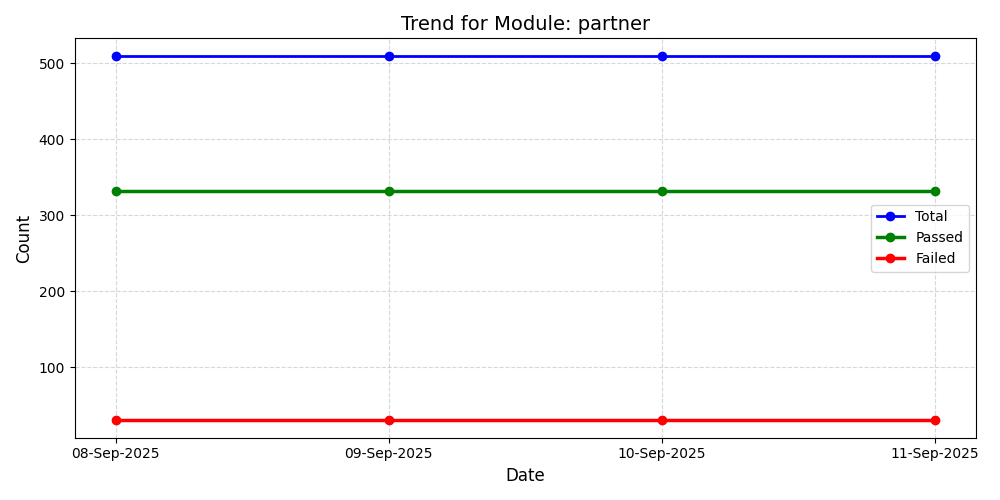 Trend for Module: partner
Count
500
400
300
200
100
Total
Passed
Failed
08-Sep-2025 09-Sep-2025 10-Sep-2025 11-Sep-2025
Date